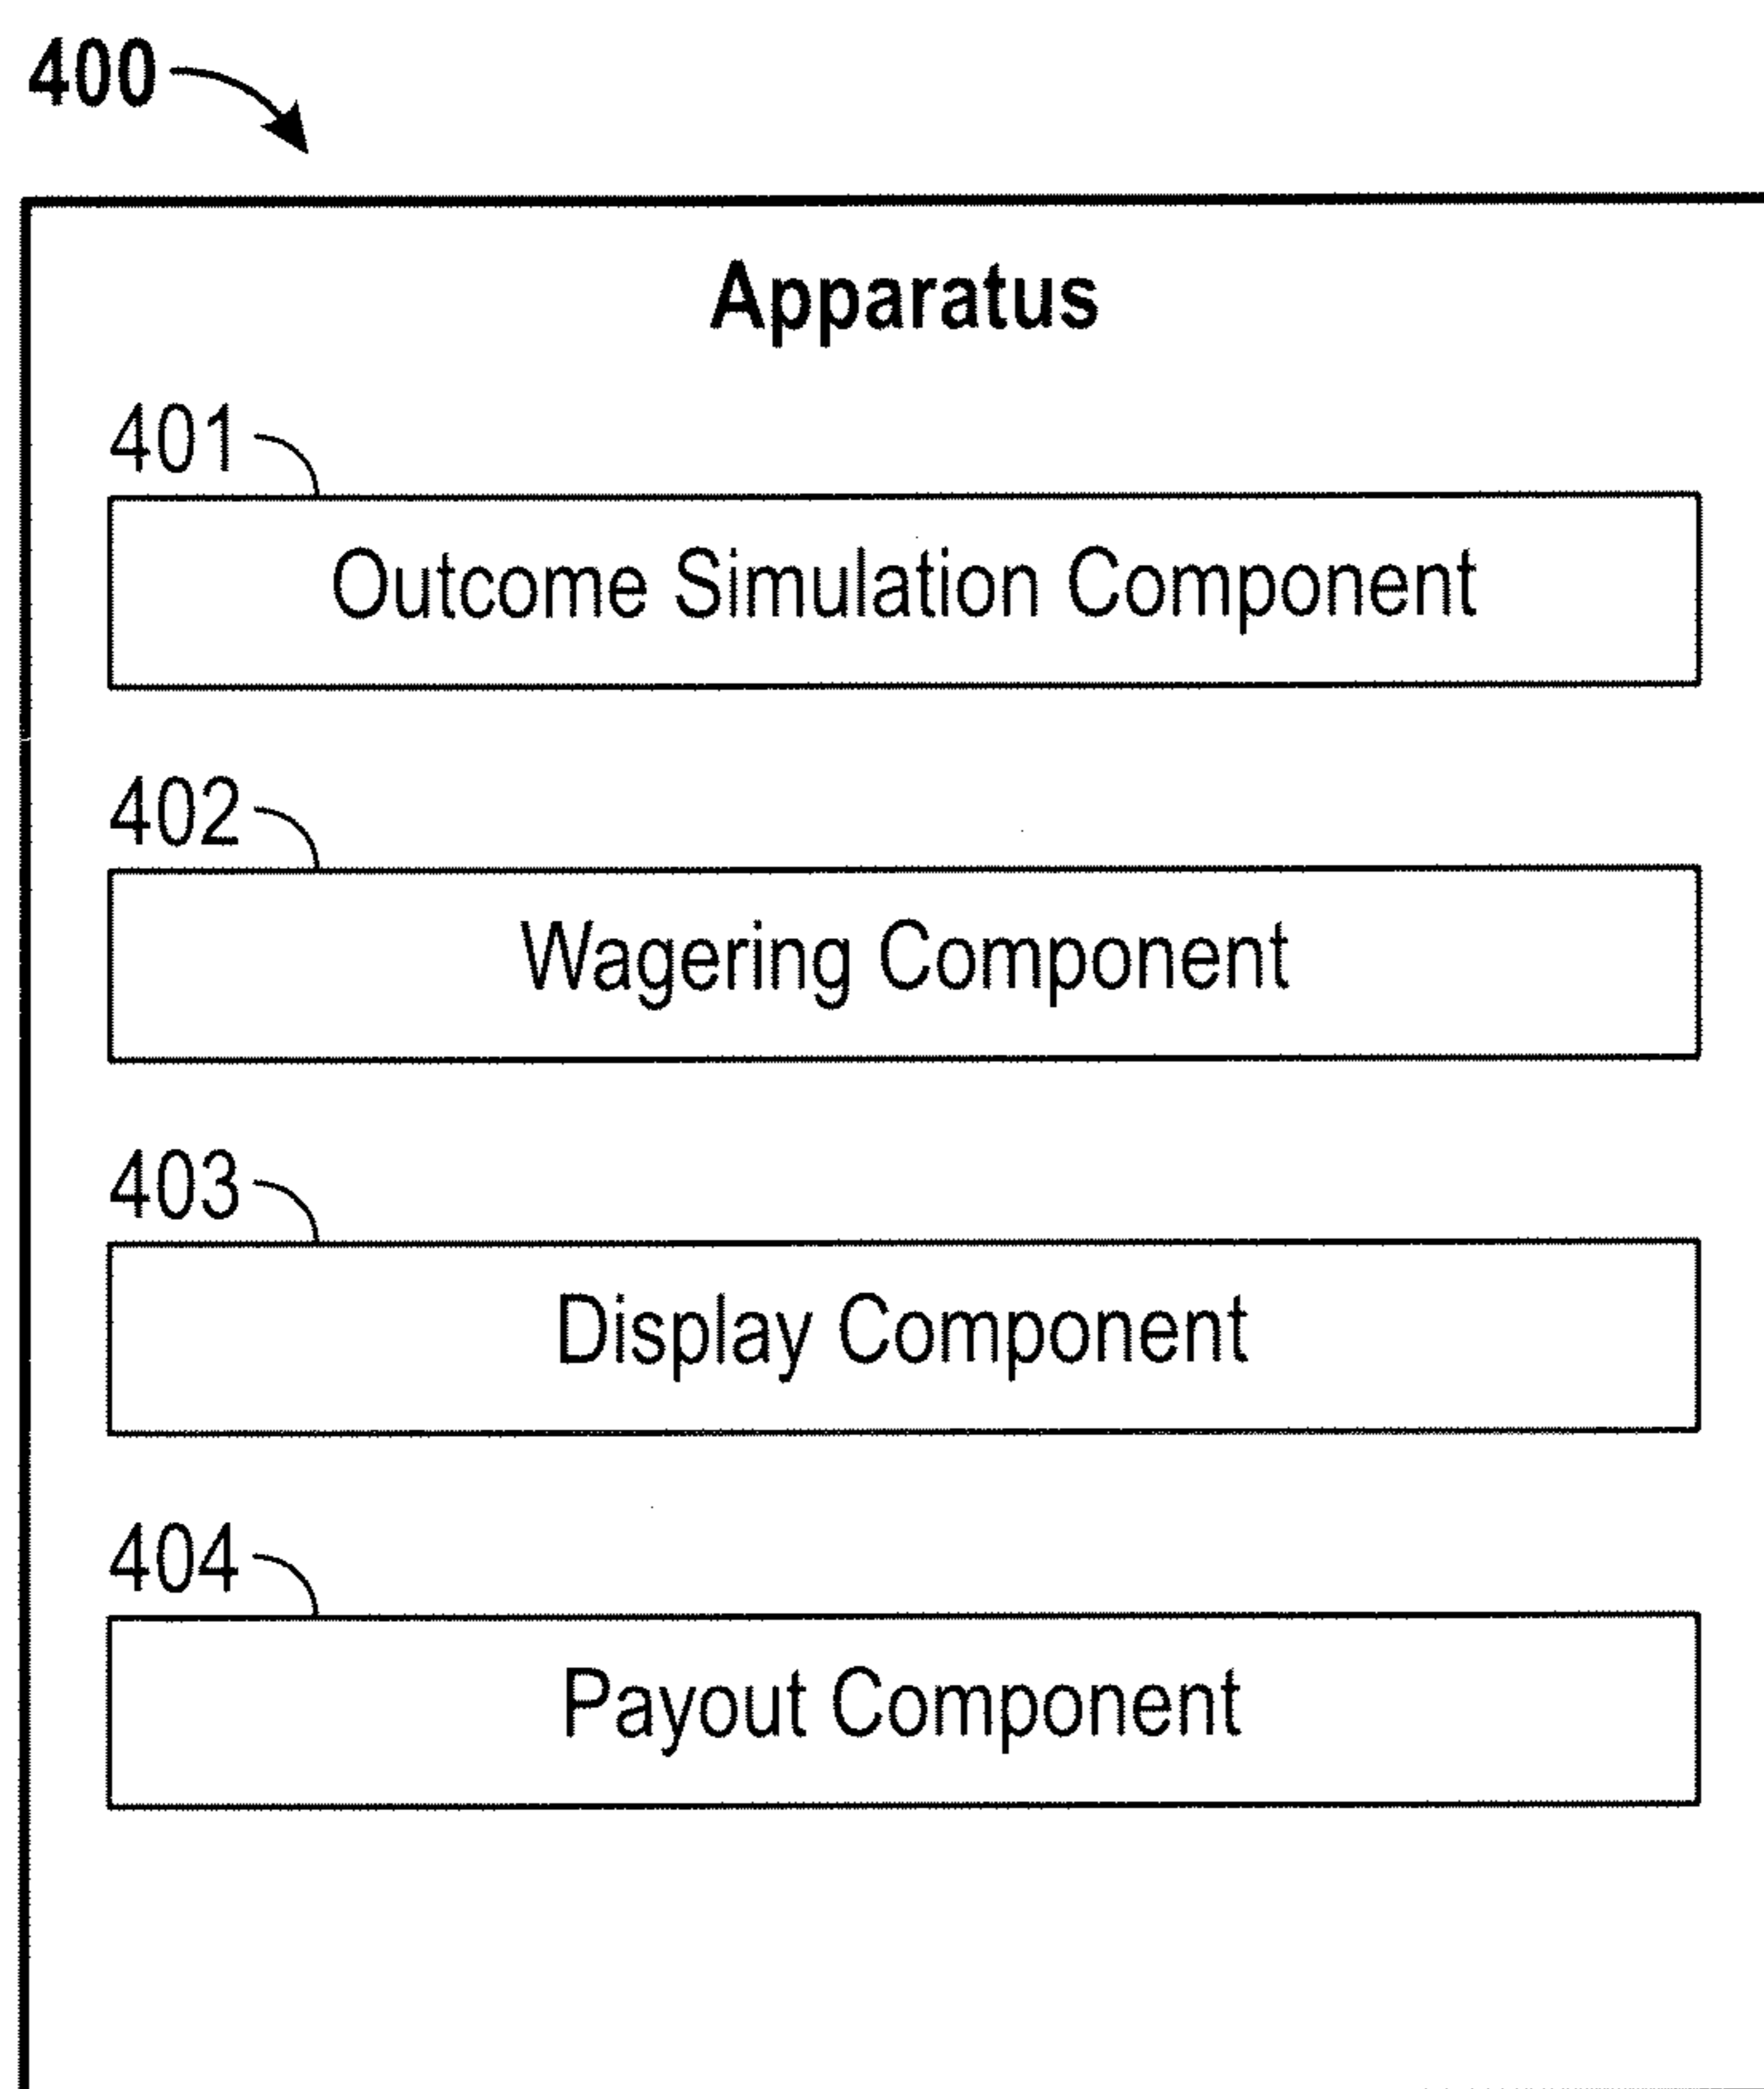 400
Apparatus
401
Outcome Simulation Component
402
Wagering Component
403
Display Component
404
Payout Component